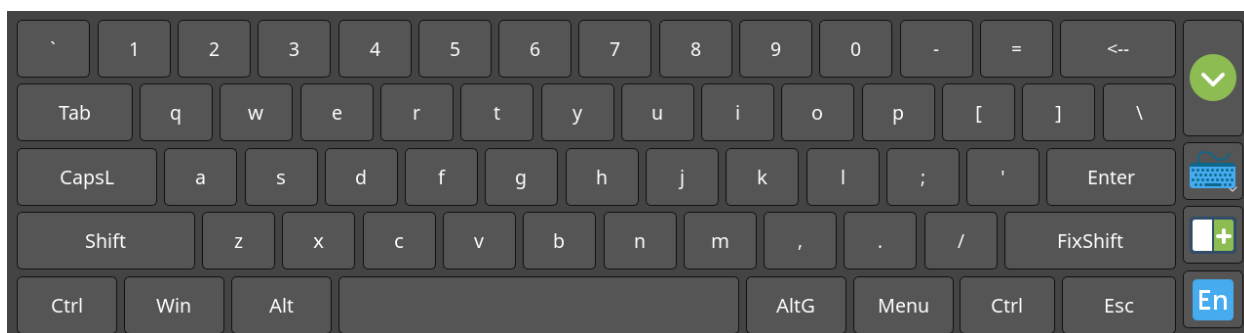 ` 1 2 3 4 5 6 7 8 9 0 - = <--
Tab q w e r t y u i o p [ ] \
CapsL a s d f g h j k l ; ' Enter
Shift z x c v b n m , . / FixShift
Ctrl Win Alt AltG Menu Ctrl Esc En